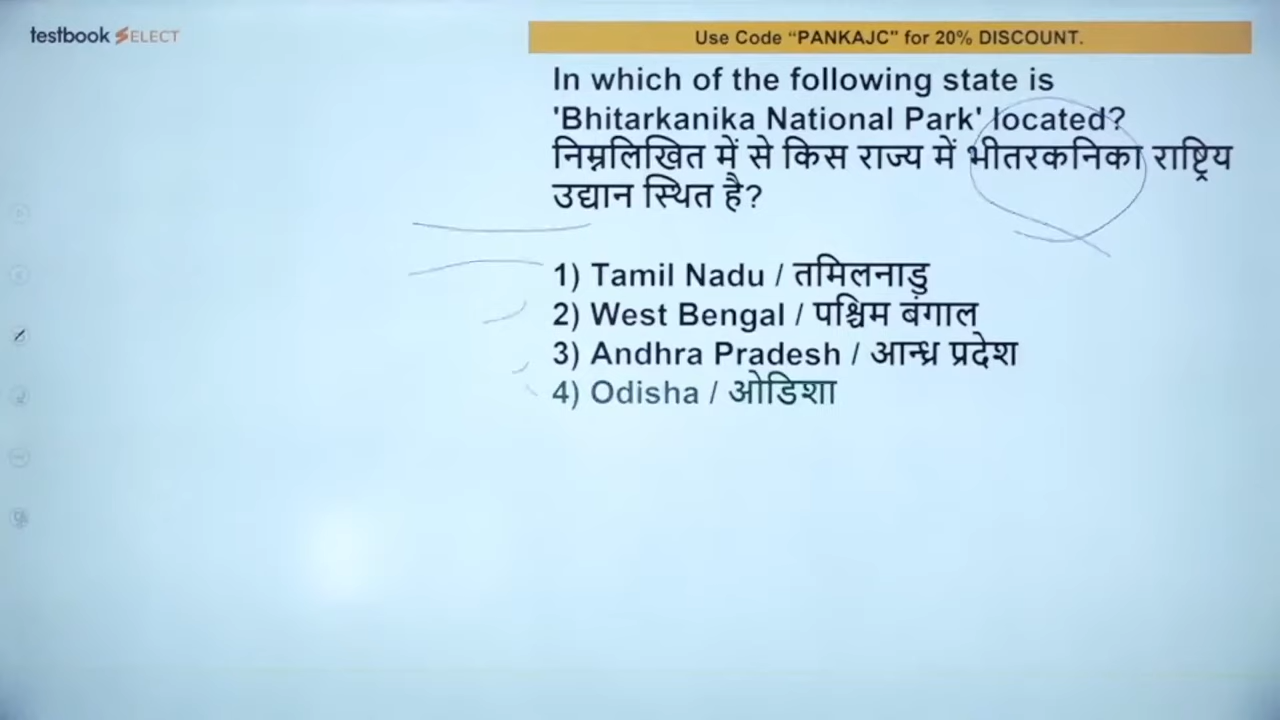 testbook SELECT
Use Code “PANKAJC" for 20% DISCOUNT.
In which of the following state is
'Bhitarkanika National Park' located?
निम्नलिखित में से किस राज्य में भीतरकनिका राष्ट्रिय
उद्यान स्थित है?
1) Tamil Nadu / तमिलनाडु
2) West Bengal / पश्चिम बंगाल
3) Andhra Pradesh / आन्ध्र प्रदेश
4) Odisha / ओडिशा